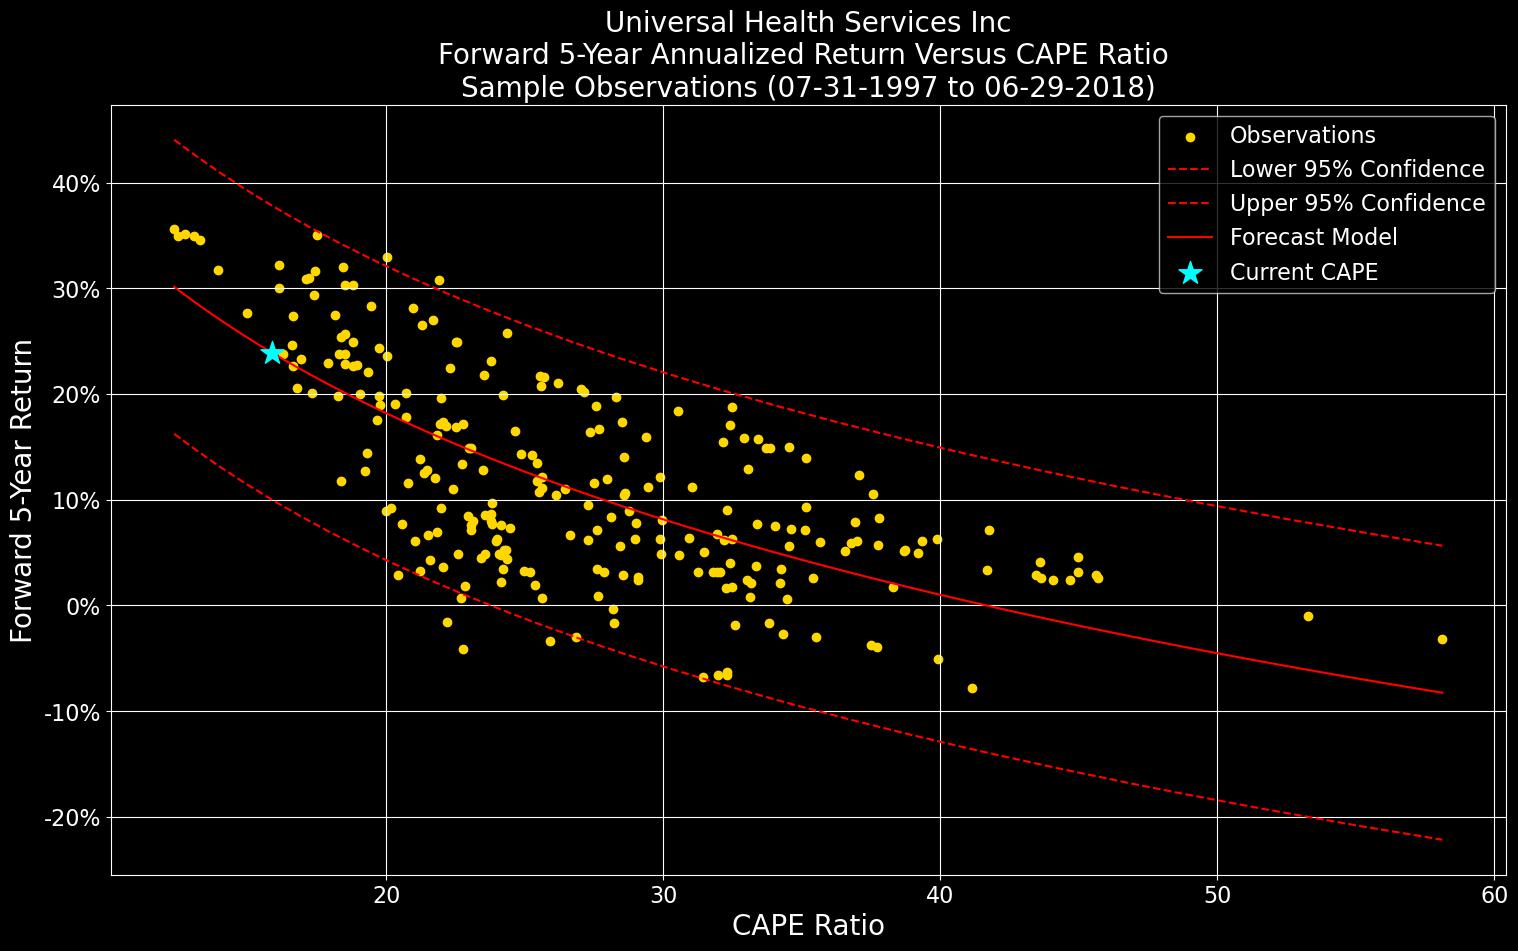 Universal Health Services Inc
Forward 5-Year Annualized Return Versus CAPE Ratio
Sample Observations (07-31-1997 to 06-29-2018)
Observations
Lower 95% Confidence
Upper 95% Confidence
Forecast Model
Current CAPE
Forward 5-Year Return
40%
30%
20%
10%
0%
-10%
-20%
20 30 40 50 60
CAPE Ratio